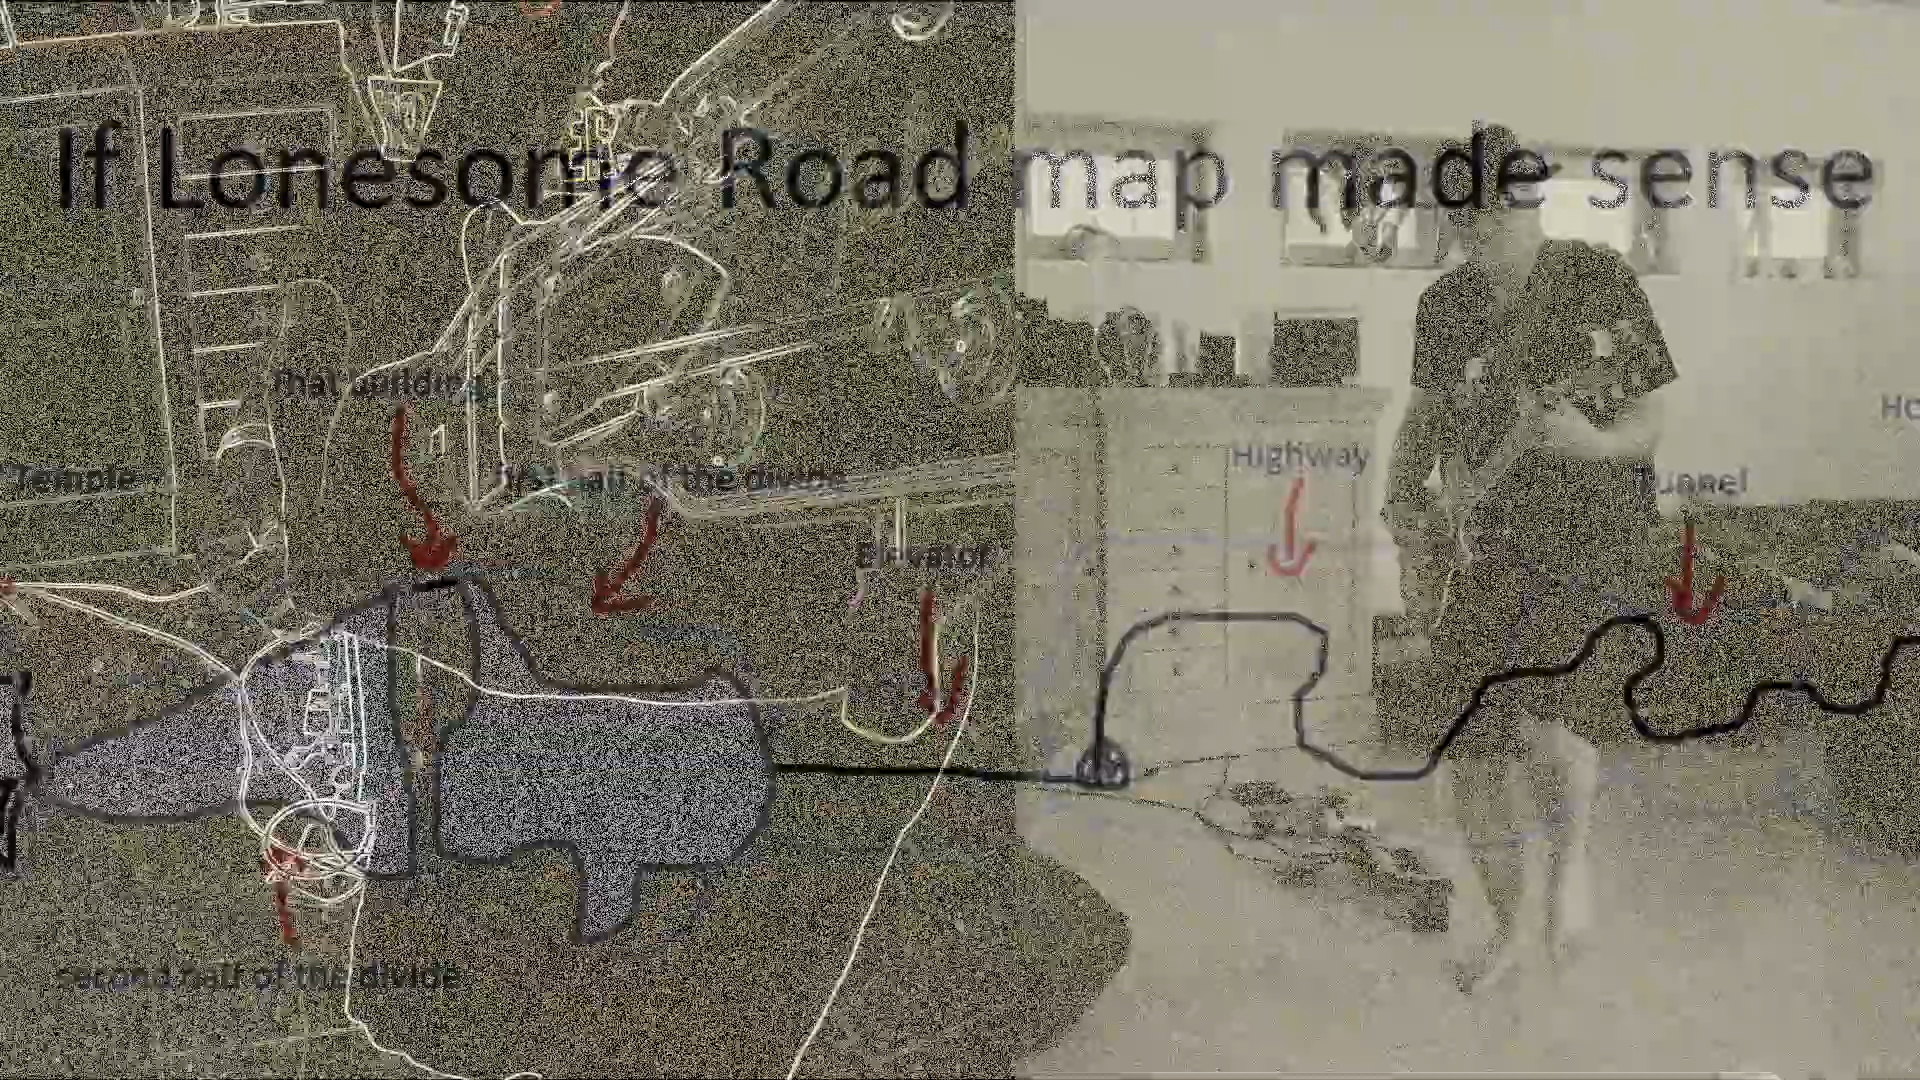 If Lonesome Road map made sense
That building
Highway
Temple
first half of the divide
Tunnel
Elevator
second half of the divide